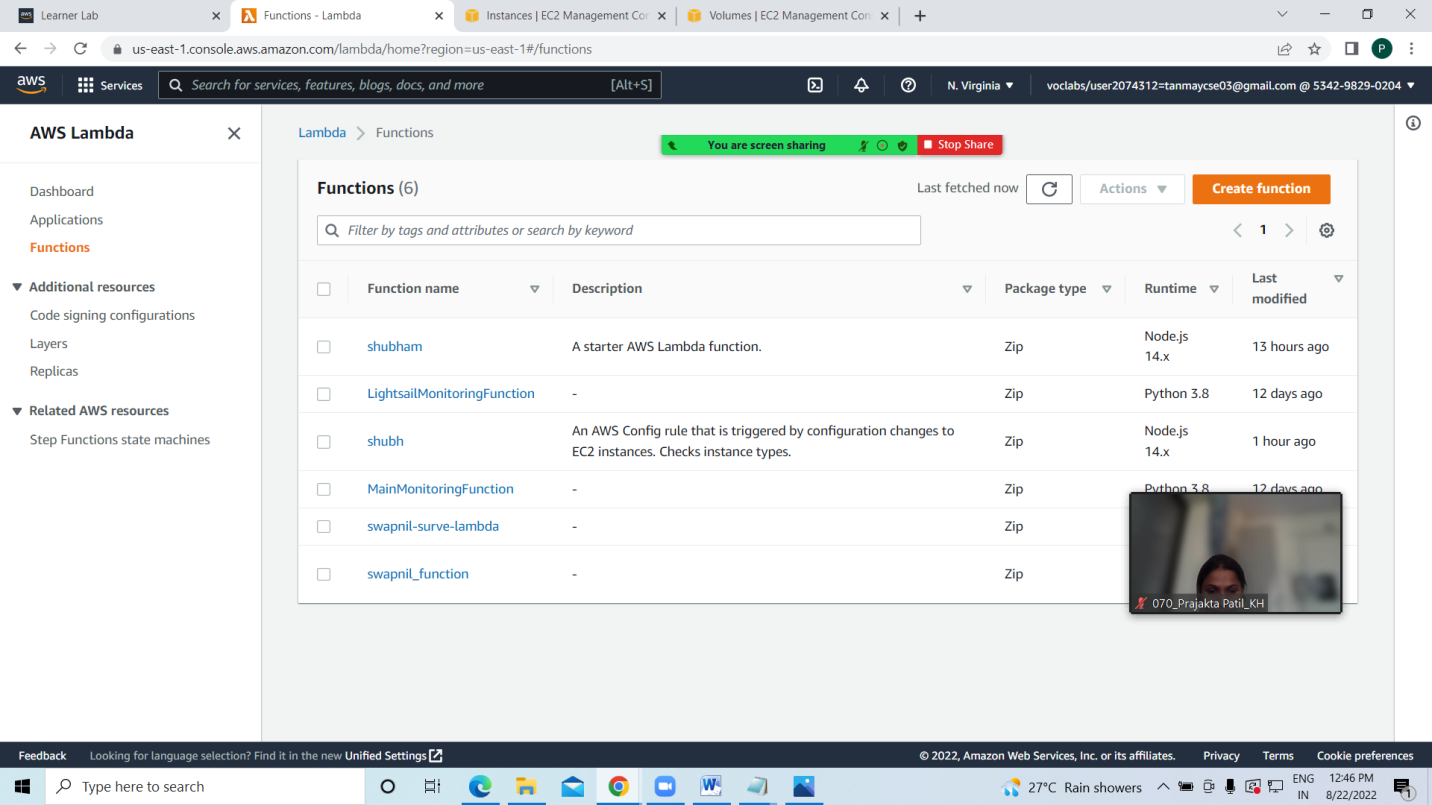 Learner Lab
Functions - Lambda
Instances | EC2 Management Con
Volumes | EC2 Management Con
us-east-1.console.aws.amazon.com/lambda/home?region=us-east-1#/functions
P
aws
Services
Search for services, features, blogs, docs, and more
[Alt+S]
N. Virginia
voclabs/user2074312=tanmaycse03@gmail.com @ 5342-9829-0204
AWS Lambda
Dashboard
Applications
Functions
Additional resources
Code signing configurations
Layers
Replicas
Related AWS resources
Step Functions state machines
Lambda
Functions
You are screen sharing
Stop Share
Functions (6)
Last fetched now
Actions
Create function
Filter by tags and attributes or search by keyword
1
Function name
Description
Package type
Runtime
Last
modified
shubham
A starter AWS Lambda function.
Zip
Node.js
14.x
13 hours ago
LightsailMonitoringFunction
-
Zip
Python 3.8
12 days ago
shubh
An AWS Config rule that is triggered by configuration changes to
EC2 instances. Checks instance types.
Zip
Node.js
14.x
1 hour ago
MainMonitoringFunction
-
Zip
Python 3.8
12 days ago
swapnil-surve-lambda
-
Zip
swapnil_function
-
Zip
070_Prajakta Patil_KH
Feedback
Looking for language selection? Find it in the new Unified Settings
© 2022, Amazon Web Services, Inc. or its affiliates.
Privacy
Terms
Cookie preferences
Type here to search
27°C Rain showers
ENG
IN
12:46 PM
8/22/2022
1